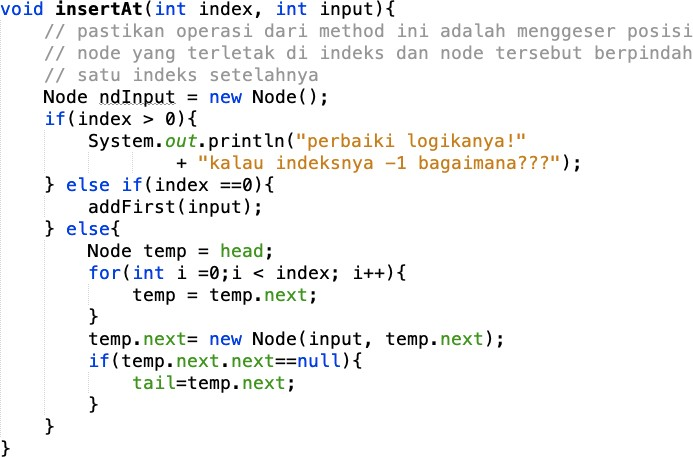 void insertAt(int index, int input){
    // pastikan operasi dari method ini adalah menggeser posisi
    // node yang terletak di indeks dan node tersebut berpindah
    // satu indeks setelahnya
    Node ndInput = new Node();
    if(index > 0){
        System.out.println("perbaiki logikanya!"
                + "kalau indeksnya -1 bagaimana???");
    } else if(index ==0){
        addFirst(input);
    } else{
        Node temp = head;
        for(int i =0;i < index; i++){
            temp = temp.next;
        }
        temp.next= new Node(input, temp.next);
        if(temp.next.next==null){
            tail=temp.next;
        }
    }
}